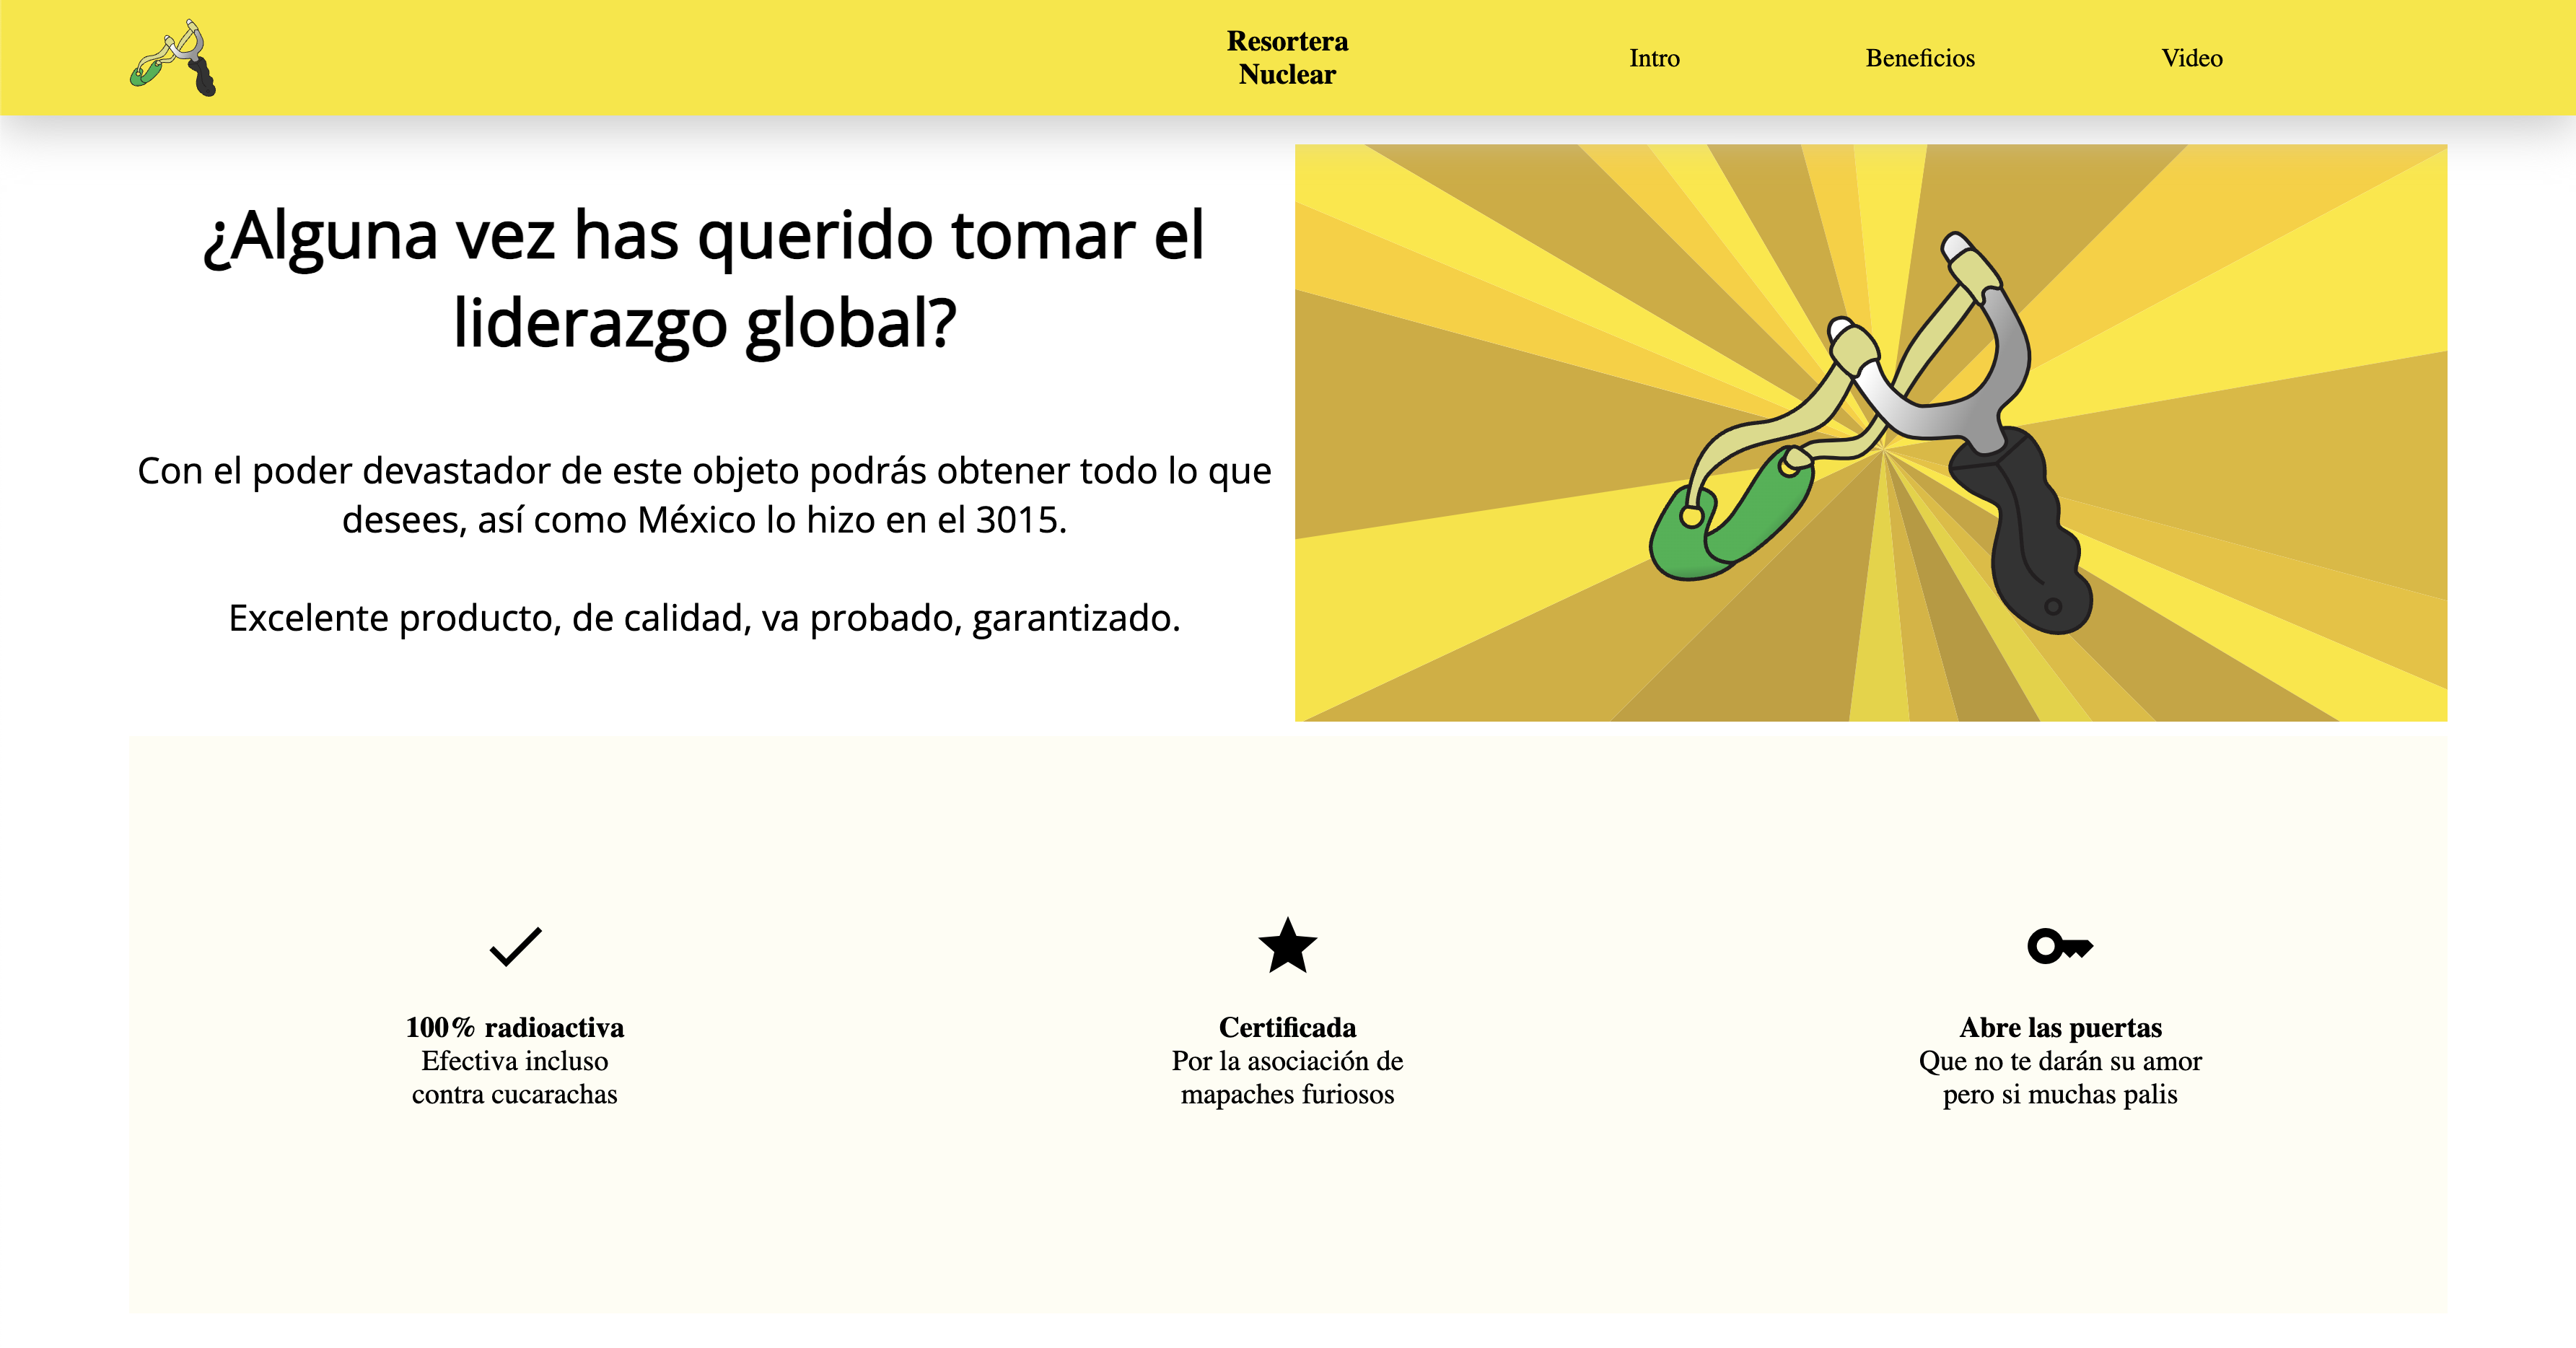 Resortera
Nuclear
Intro
Beneficios
Video
¿Alguna vez has querido tomar el
liderazgo global?
Con el poder devastador de este objeto podrás obtener todo lo que
desees, así como México lo hizo en el 3015.
Excelente producto, de calidad, va probado, garantizado.
100% radioactiva
Efectiva incluso
contra cucarachas
Certificada
Por la asociación de
mapaches furiosos
Abre las puertas
Que no te darán su amor
pero si muchas palis